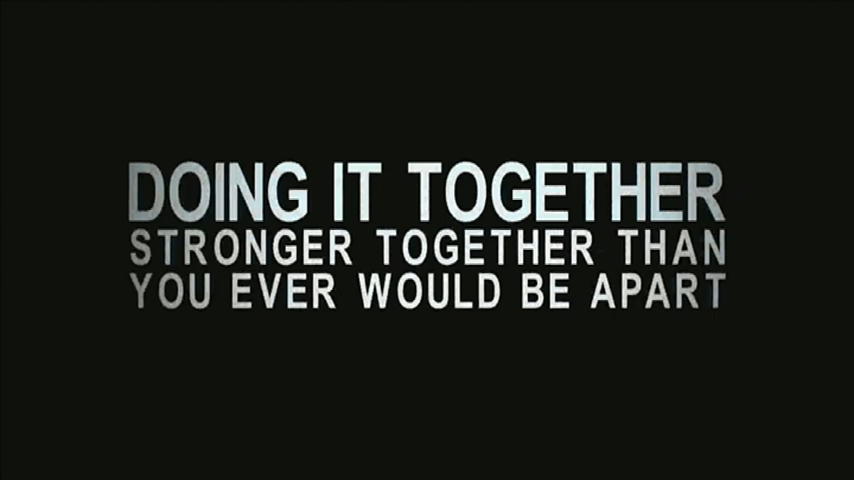 DOING IT TOGETHER
STRONGER TOGETHER THAN
YOU EVER WOULD BE APART